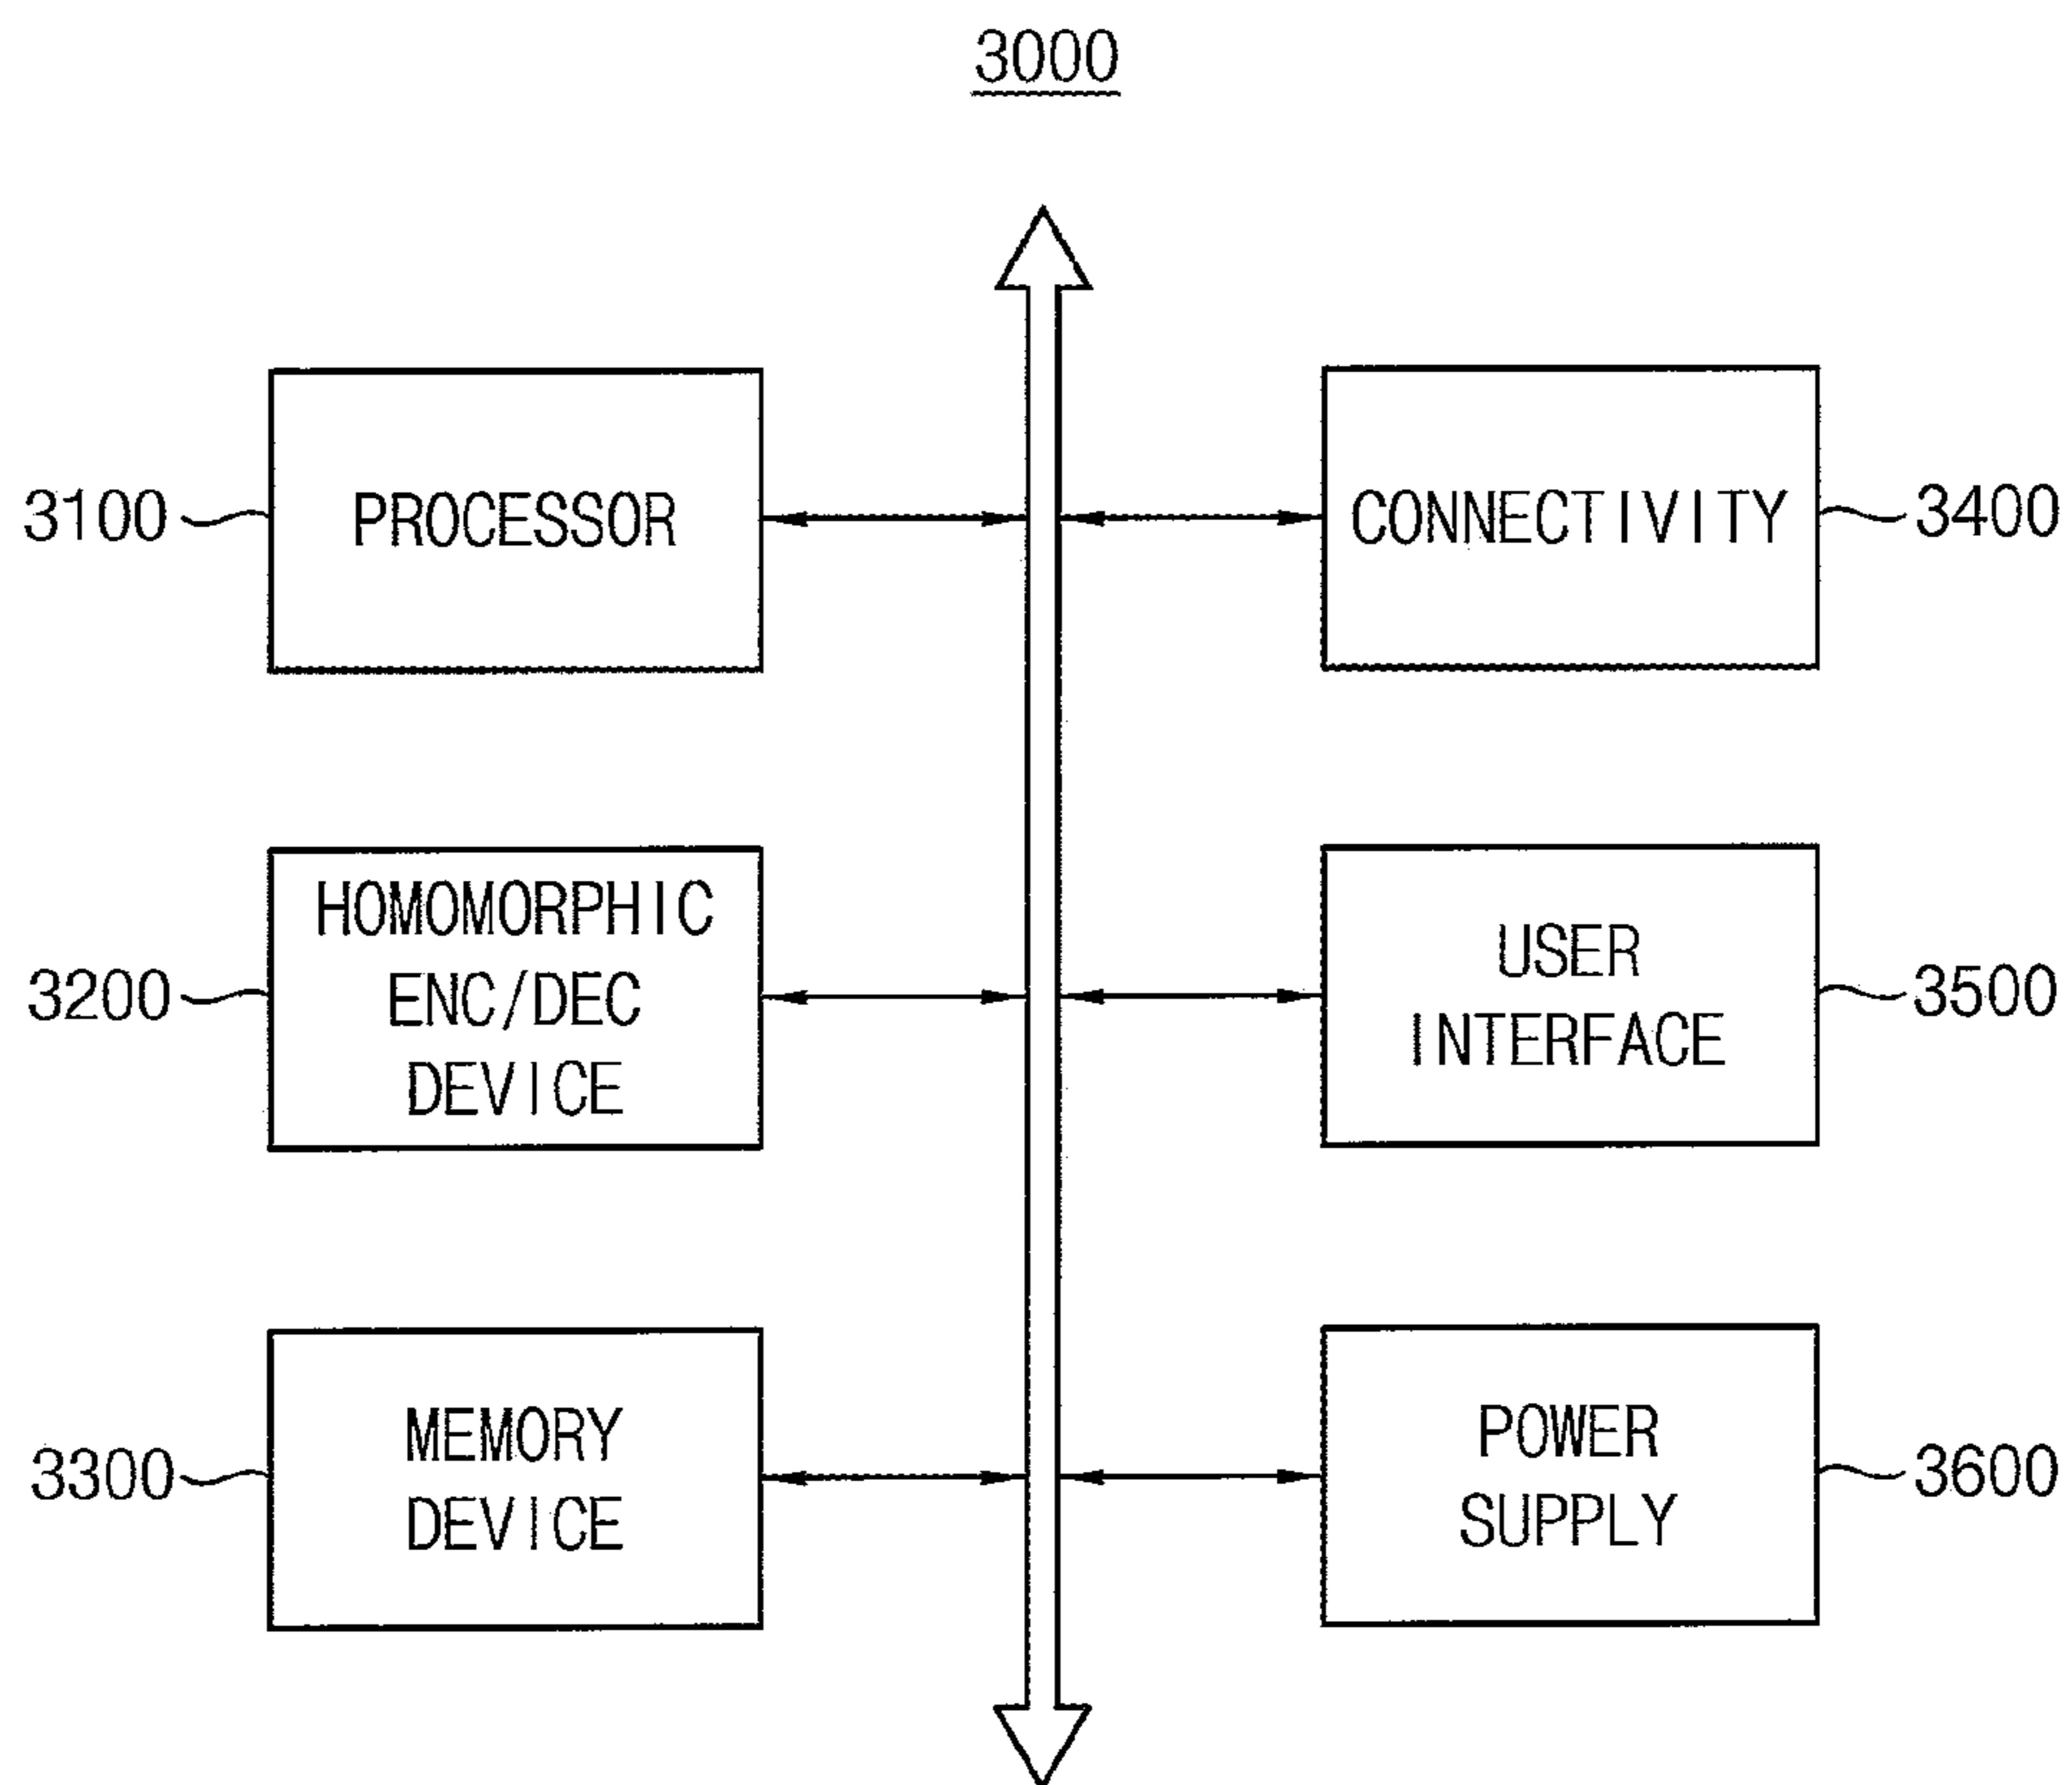 3000
3100
PROCESSOR
CONNECTIVITY
3400
3200
HOMOMORPHIC
ENC/DEC
DEVICE
USER
INTERFACE
3500
3300
MEMORY
DEVICE
POWER
SUPPLY
3600